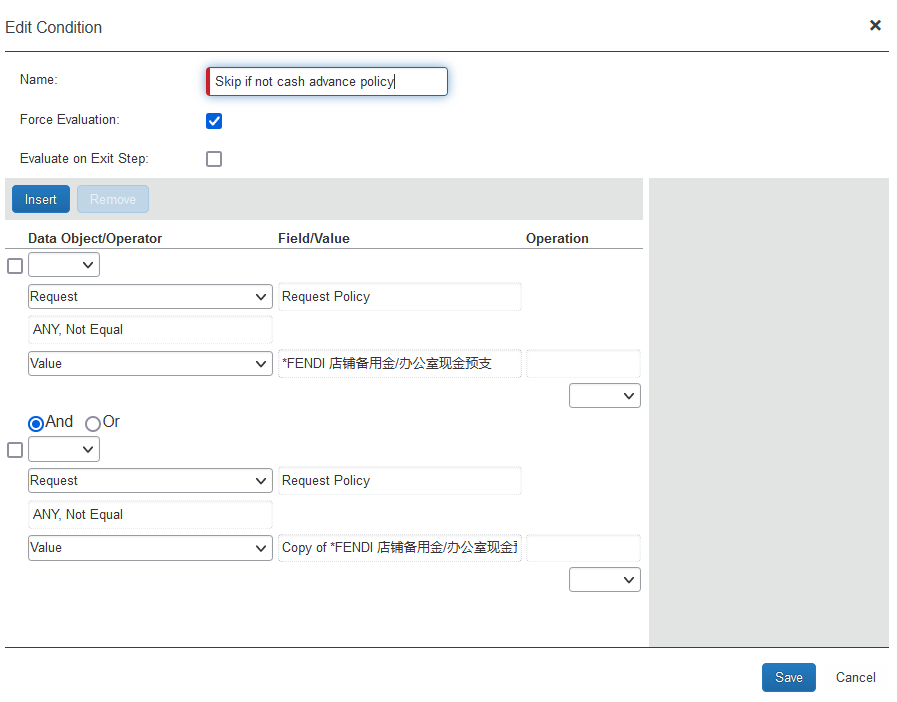 Edit Condition
Name:
Skip if not cash advance policy
Force Evaluation:
Evaluate on Exit Step:
Insert Remove
Data Object/Operator Field/Value Operation
Request Request Policy
ANY, Not Equal
Value *FENDI 店铺备用金/办公室现金预支
And Or
Request Request Policy
ANY, Not Equal
Value Copy of *FENDI 店铺备用金/办公室现金
Save Cancel